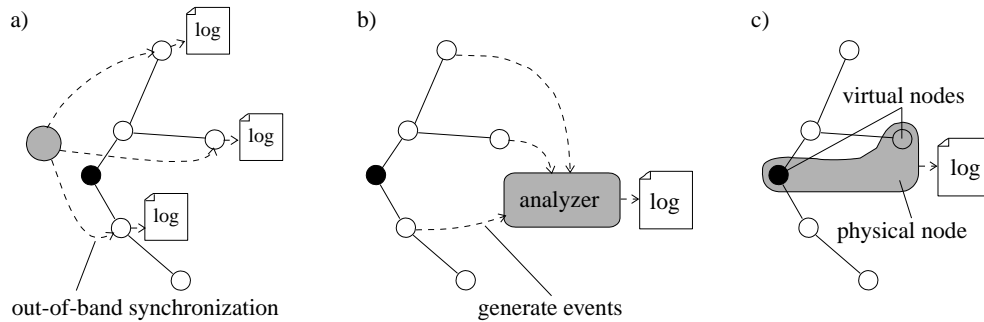 a)
log
log
log
out-of-band synchronization
b)
analyzer
log
generate events
c)
virtual nodes
log
physical node